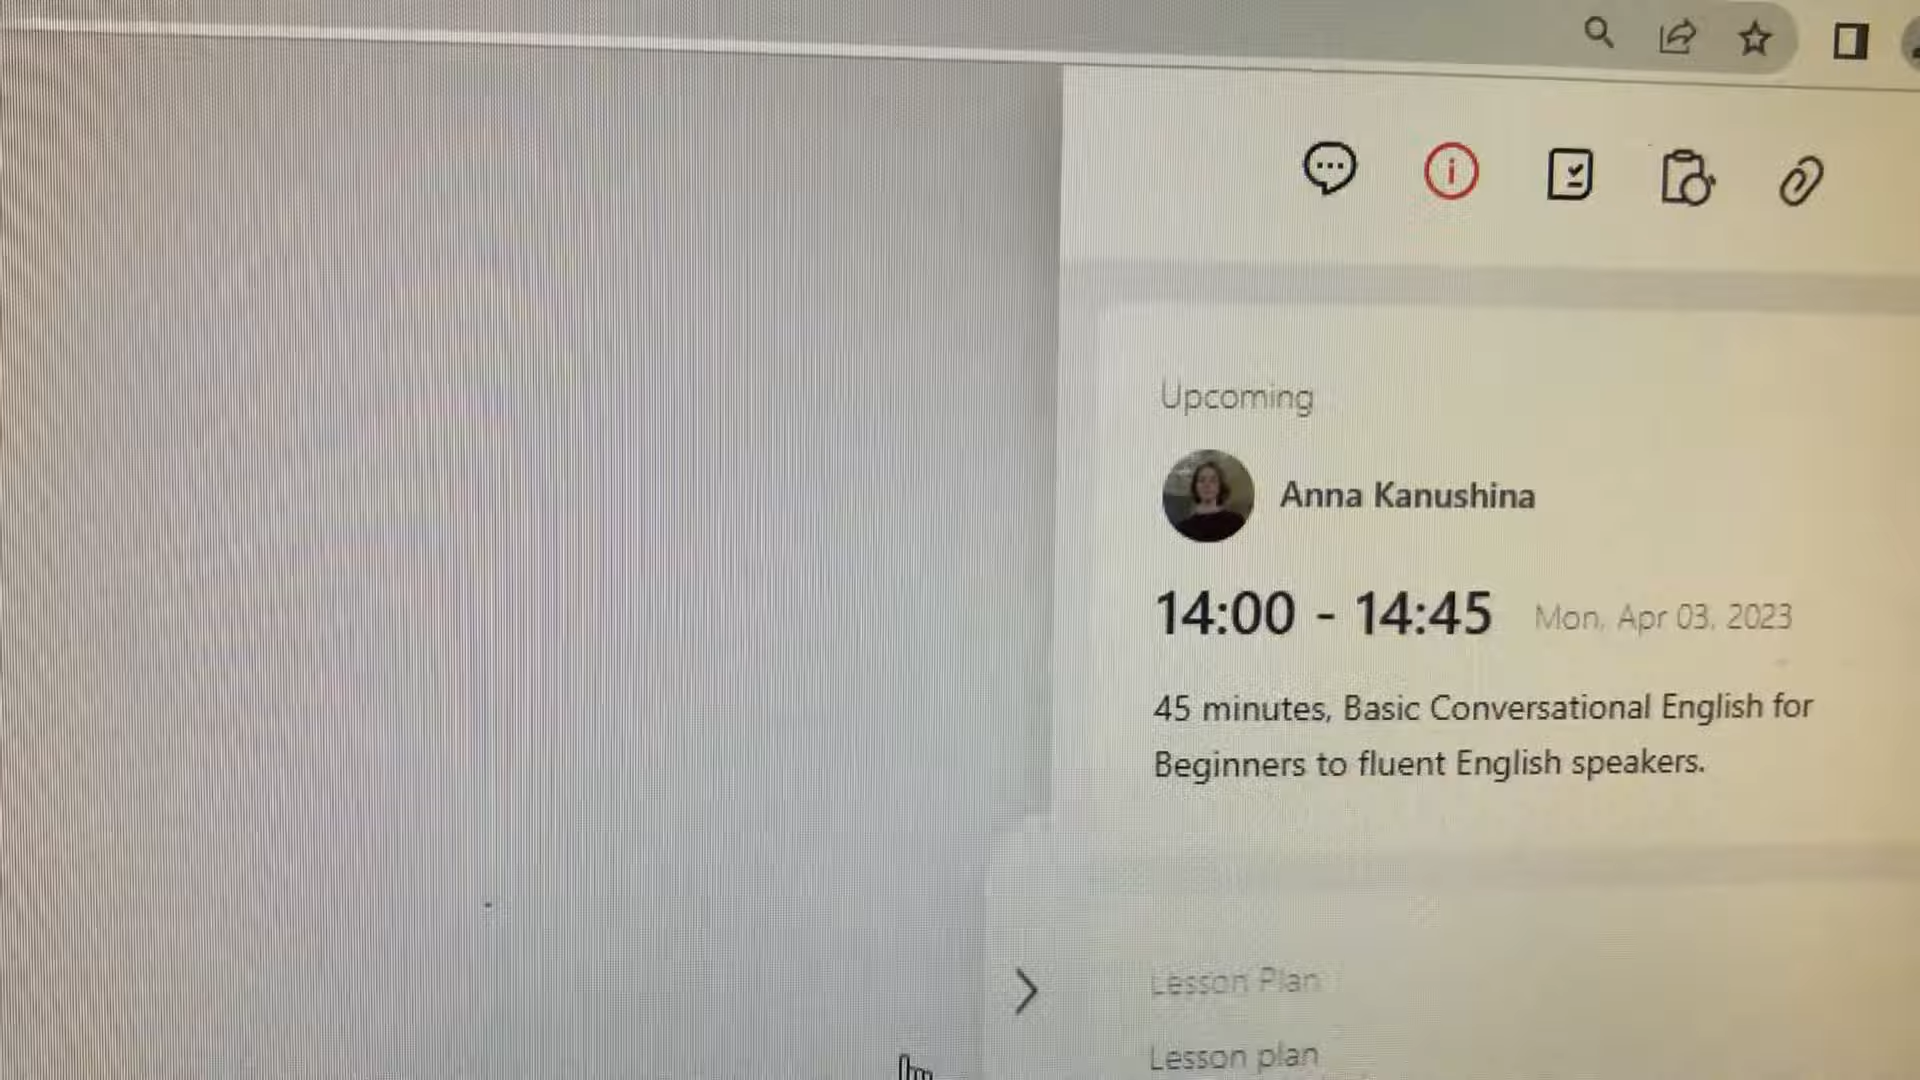 Upcoming
Anna Kanushina
14:00 - 14:45 Mon, Apr 03, 2023
45 minutes, Basic Conversational English for
Beginners to fluent English speakers.
Lesson Plan
Lesson plan